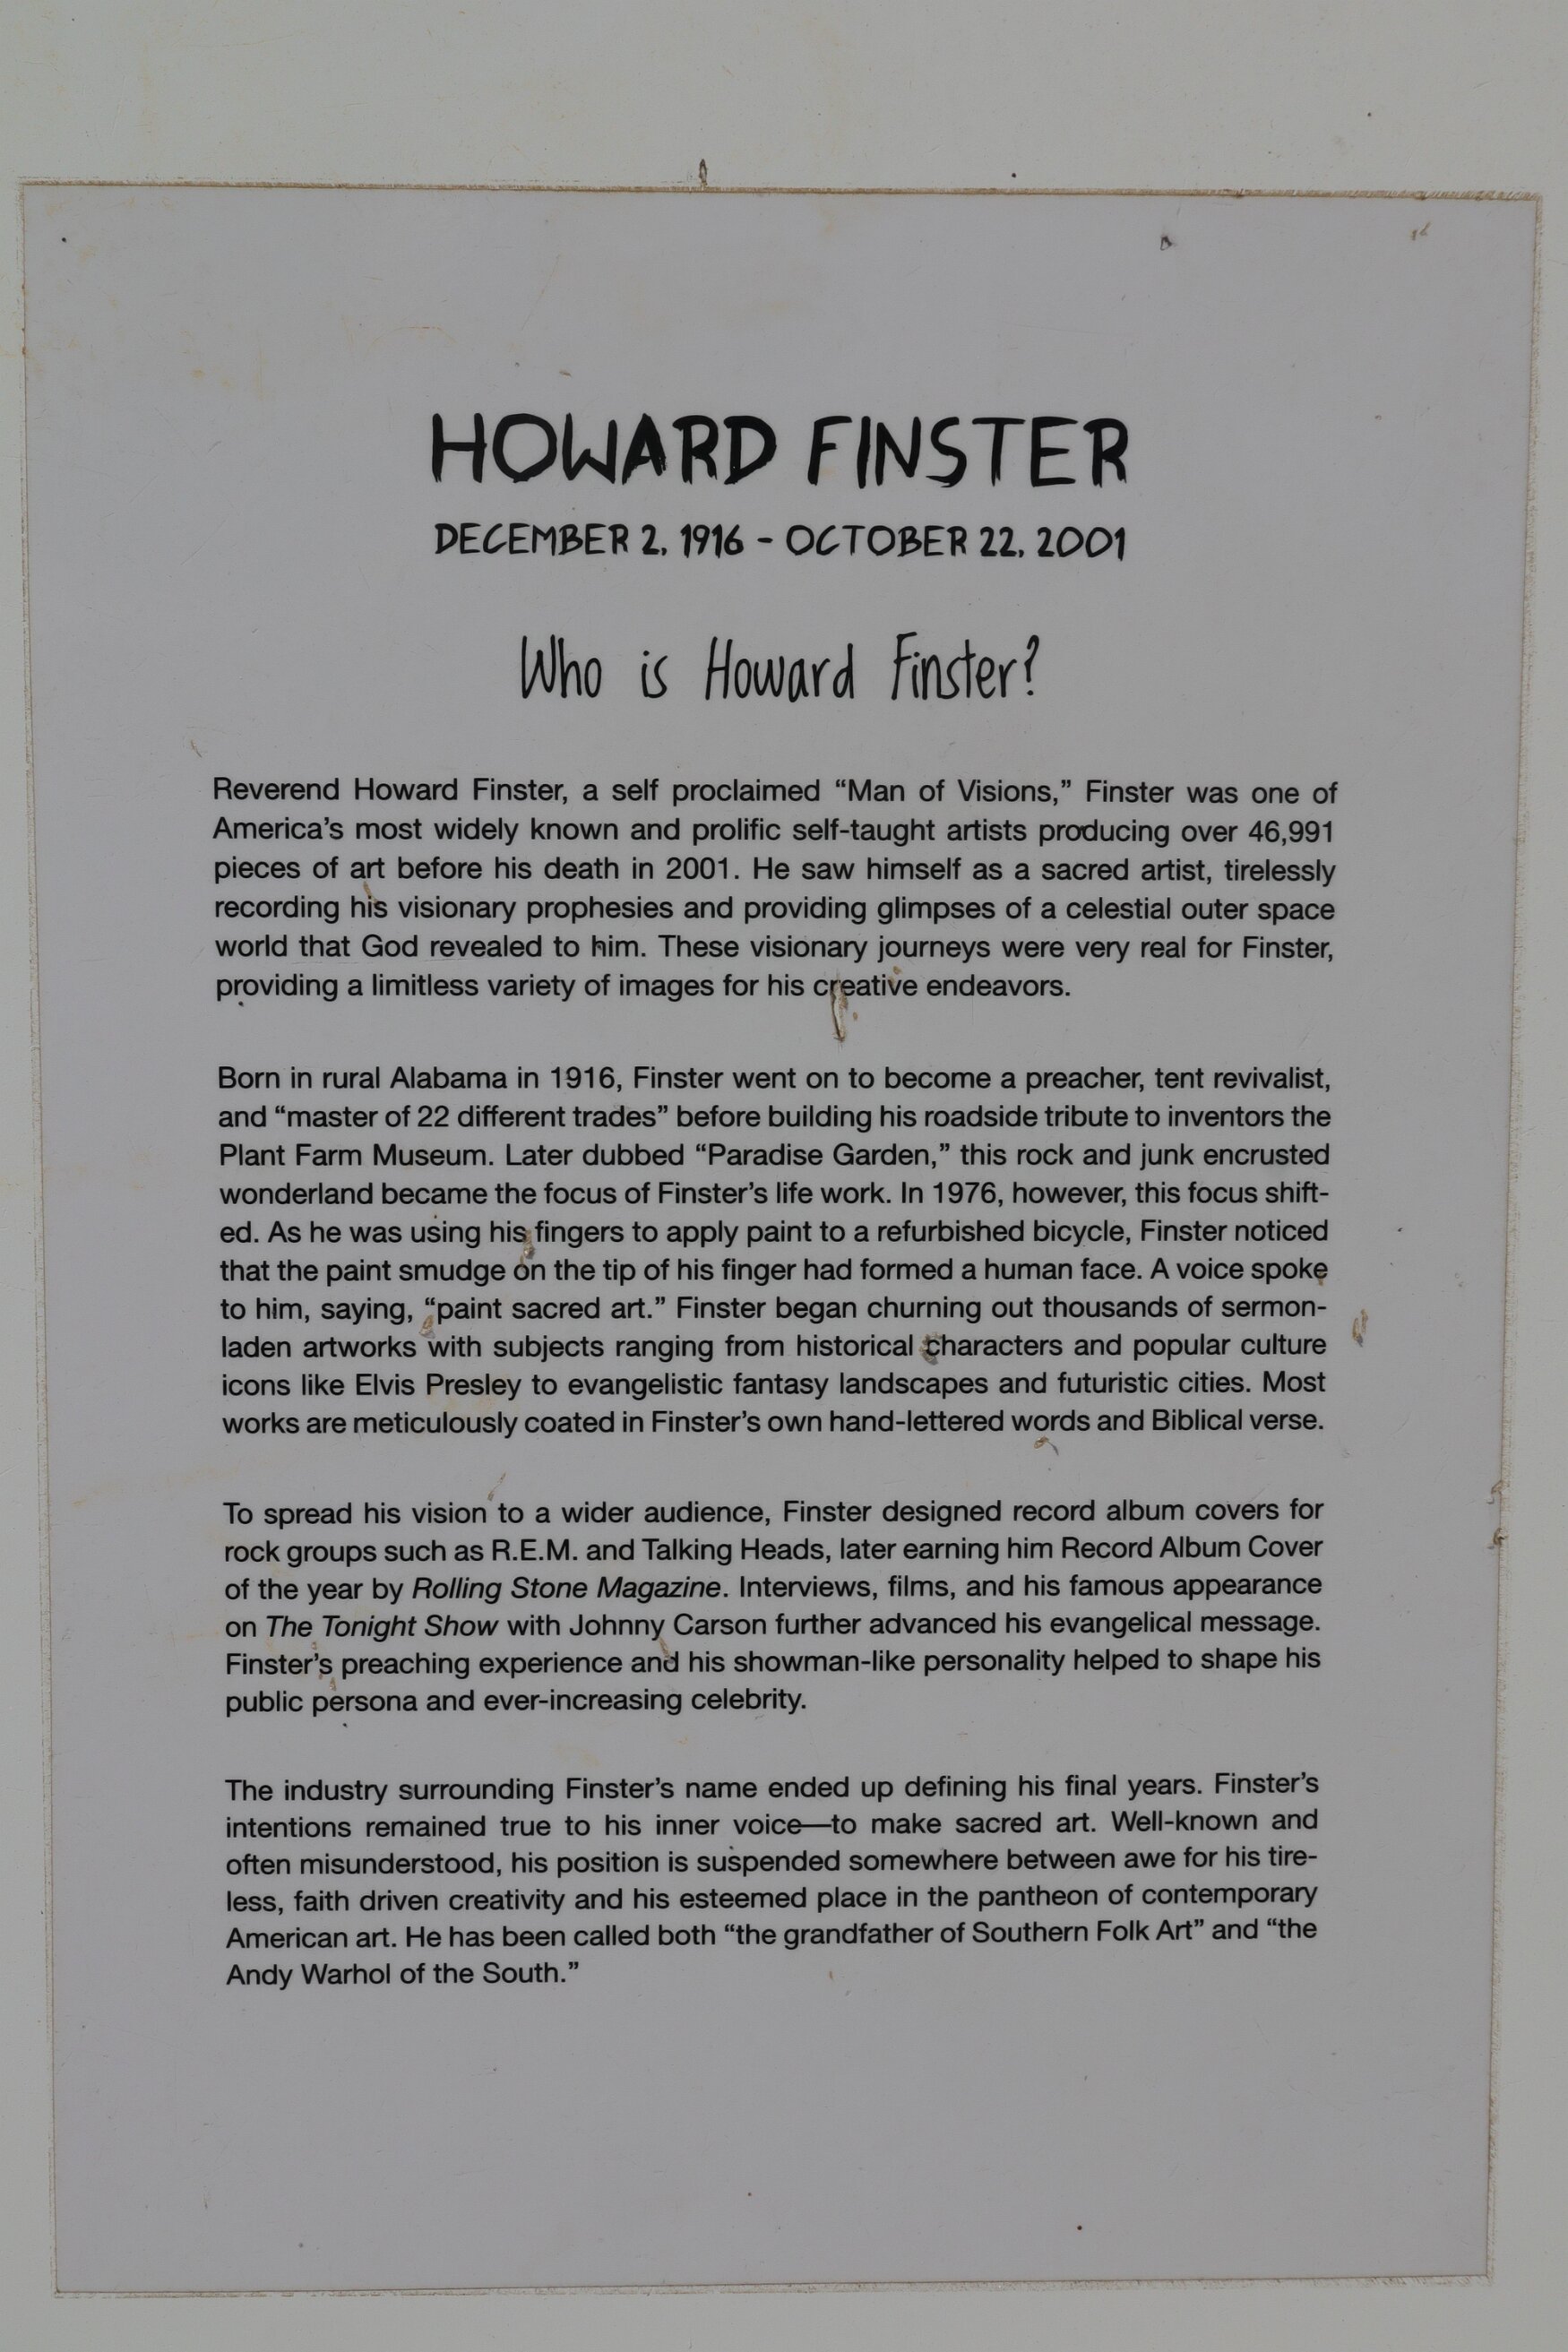 HOWARD FINSTER
DECEMBER 2, 1916 - OCTOBER 22, 2001
Who is Howard Finster?
Reverend Howard Finster, a self proclaimed “Man of Visions,” Finster was one of
America’s most widely known and prolific self-taught artists producing over 46,991
pieces of art before his death in 2001. He saw himself as a sacred artist, tirelessly
recording his visionary prophesies and providing glimpses of a celestial outer space
world that God revealed to him. These visionary journeys were very real for Finster,
providing a limitless variety of images for his creative endeavors.
Born in rural Alabama in 1916, Finster went on to become a preacher, tent revivalist,
and “master of 22 different trades” before building his roadside tribute to inventors the
Plant Farm Museum. Later dubbed “Paradise Garden,” this rock and junk encrusted
wonderland became the focus of Finster’s life work. In 1976, however, this focus shift-
ed. As he was using his fingers to apply paint to a refurbished bicycle, Finster noticed
that the paint smudge on the tip of his finger had formed a human face. A voice spoke
to him, saying, “paint sacred art.” Finster began churning out thousands of sermon-
laden artworks with subjects ranging from historical characters and popular culture
icons like Elvis Presley to evangelistic fantasy landscapes and futuristic cities. Most
works are meticulously coated in Finster’s own hand-lettered words and Biblical verse.
To spread his vision to a wider audience, Finster designed record album covers for
rock groups such as R.E.M. and Talking Heads, later earning him Record Album Cover
of the year by Rolling Stone Magazine. Interviews, films, and his famous appearance
on The Tonight Show with Johnny Carson further advanced his evangelical message.
Finster’s preaching experience and his showman-like personality helped to shape his
public persona and ever-increasing celebrity.
The industry surrounding Finster’s name ended up defining his final years. Finster’s
intentions remained true to his inner voice—to make sacred art. Well-known and
often misunderstood, his position is suspended somewhere between awe for his tire-
less, faith driven creativity and his esteemed place in the pantheon of contemporary
American art. He has been called both “the grandfather of Southern Folk Art” and “the
Andy Warhol of the South.”